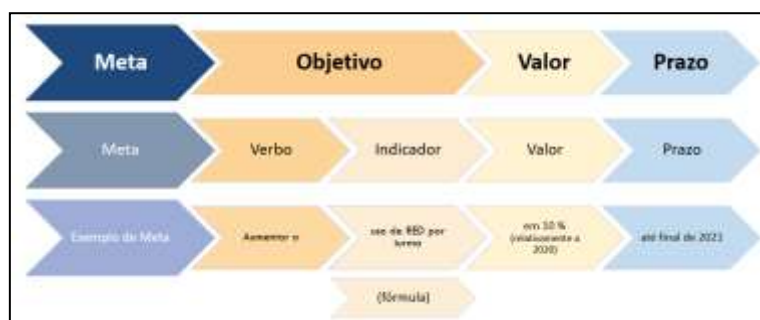 Meta Objetivo Valor Prazo
Meta Verbo Indicador Valor Prazo
Exemplo de Meta Aumentar o uso de RED por turma em 10 % (relativamente a 2020) até final de 2021
(fórmula)